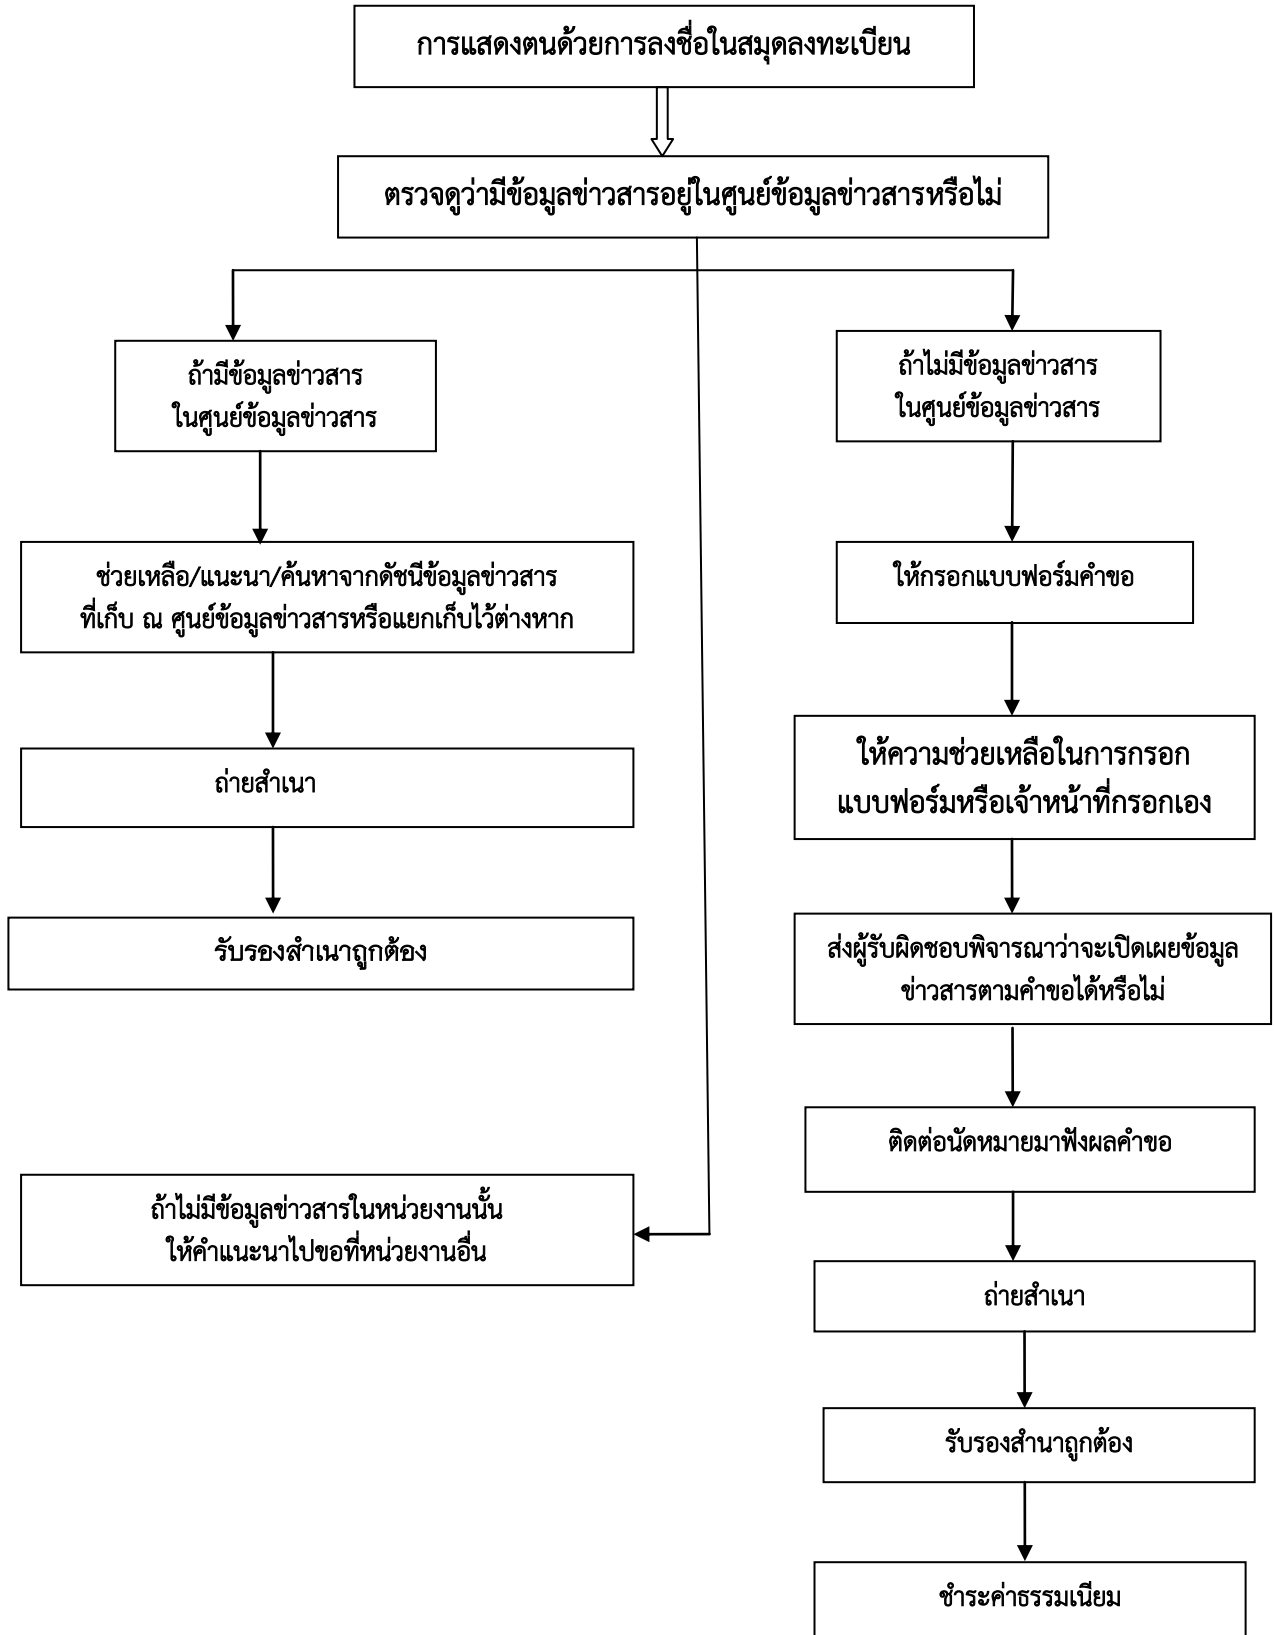 การแสดงตนด้วยการลงชื่อในสมุดลงทะเบียน
ตรวจดูว่ามีข้อมูลข่าวสารอยู่ในศูนย์ข้อมูลข่าวสารหรือไม่
ถ้ามีข้อมูลข่าวสาร
ในศูนย์ข้อมูลข่าวสาร
ช่วยเหลือ/แนะนา/ค้นหาจากดัชนีข้อมูลข่าวสาร
ที่เก็บ ณ ศูนย์ข้อมูลข่าวสารหรือแยกเก็บไว้ต่างหาก
ถ่ายสำเนา
รับรองสำเนาถูกต้อง
ถ้าไม่มีข้อมูลข่าวสารในหน่วยงานนั้น
ให้คำแนะนาไปขอที่หน่วยงานอื่น
ถ้าไม่มีข้อมูลข่าวสาร
ในศูนย์ข้อมูลข่าวสาร
ให้กรอกแบบฟอร์มคำขอ
ให้ความช่วยเหลือในการกรอก
แบบฟอร์มหรือเจ้าหน้าที่กรอกเอง
ส่งผู้รับผิดชอบพิจารณาว่าจะเปิดเผยข้อมูล
ข่าวสารตามคำขอได้หรือไม่
ติดต่อนัดหมายมาฟังผลคำขอ
ถ่ายสำเนา
รับรองสำนาถูกต้อง
ชำระค่าธรรมเนียม